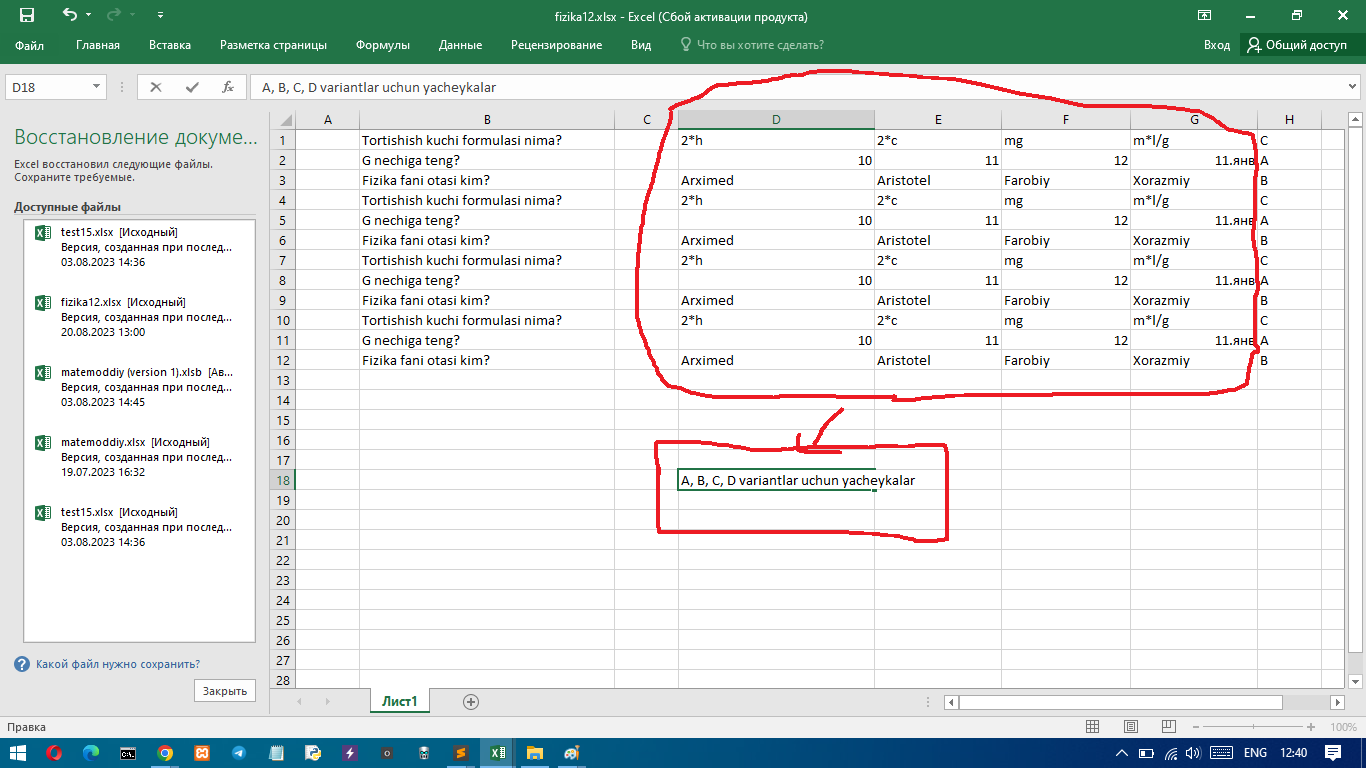 fizika12.xlsx - Excel (Сбой активации продукта)
Файл Главная Вставка Разметка страницы Формулы Данные Рецензирование Вид Что вы хотите сделать? Вход Общий доступ
D18 fx A, B, C, D variantlar uchun yacheykalar
Восстановление докуме...
Excel восстановил следующие файлы.
Сохраните требуемые.
Доступные файлы
test15.xlsx [Исходный]
Версия, созданная при послед...
03.08.2023 14:36
fizika12.xlsx [Исходный]
Версия, созданная при послед...
20.08.2023 13:00
matemoddiy (version 1).xlsb [Ав...
Версия, созданная при послед...
03.08.2023 14:45
matemoddiy.xlsx [Исходный]
Версия, созданная при послед...
19.07.2023 16:32
test15.xlsx [Исходный]
Версия, созданная при послед...
03.08.2023 14:36
Какой файл нужно сохранить?
Закрыть
A B C D E F G H
1 Tortishish kuchi formulasi nima? 2*h 2*c mg m*l/g C
2 G nechiga teng? 10 11 12 11.янв A
3 Fizika fani otasi kim? Arximed Aristotel Farobiy Xorazmiy B
4 Tortishish kuchi formulasi nima? 2*h 2*c mg m*l/g C
5 G nechiga teng? 10 11 12 11.янв A
6 Fizika fani otasi kim? Arximed Aristotel Farobiy Xorazmiy B
7 Tortishish kuchi formulasi nima? 2*h 2*c mg m*l/g C
8 G nechiga teng? 10 11 12 11.янв A
9 Fizika fani otasi kim? Arximed Aristotel Farobiy Xorazmiy B
10 Tortishish kuchi formulasi nima? 2*h 2*c mg m*l/g C
11 G nechiga teng? 10 11 12 11.янв A
12 Fizika fani otasi kim? Arximed Aristotel Farobiy Xorazmiy B
13
14
15
16
17
18 A, B, C, D variantlar uchun yacheykalar
19
20
21
22
23
24
25
26
27
28
Лист1
Правка 100%
ENG 12:40